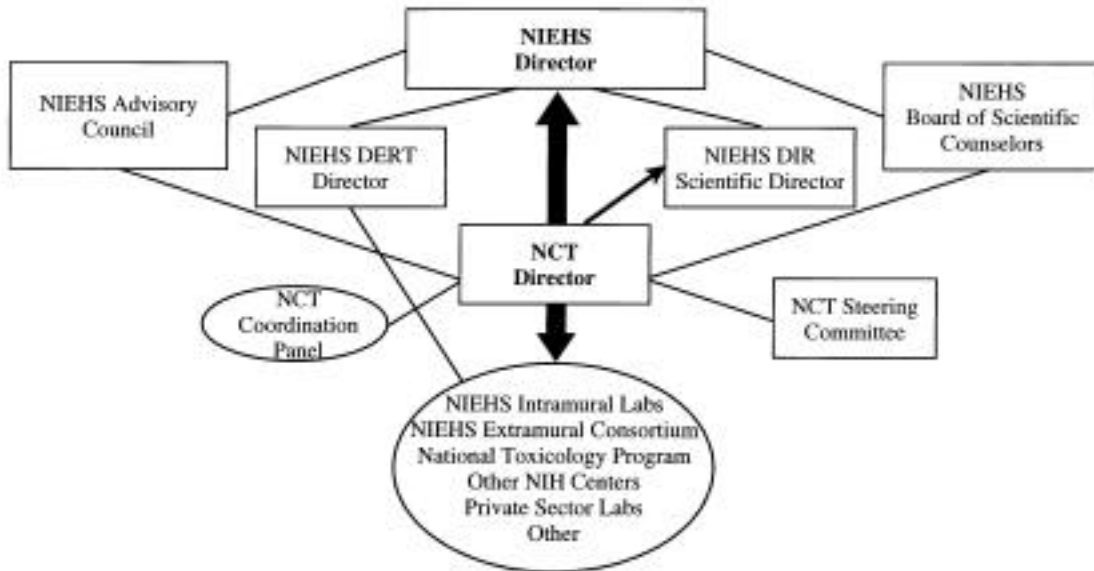 NIEHS
Director
NIEHS Advisory
Council
NIEHS
Board of Scientific
Counselors
NIEHS DERT
Director
NIEHS DIR
Scientific Director
NCT
Director
NCT
Coordination
Panel
NCT Steering
Committee
NIEHS Intramural Labs
NIEHS Extramural Consortium
National Toxicology Program
Other NIH Centers
Private Sector Labs
Other